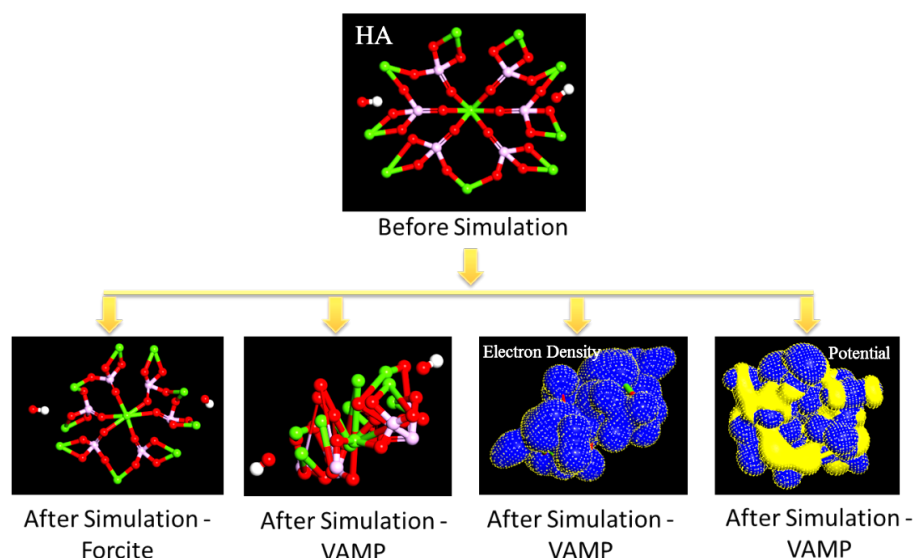 HA
Before Simulation
Electron Density
Potential
After Simulation -
Forcite
After Simulation -
VAMP
After Simulation -
VAMP
After Simulation -
VAMP